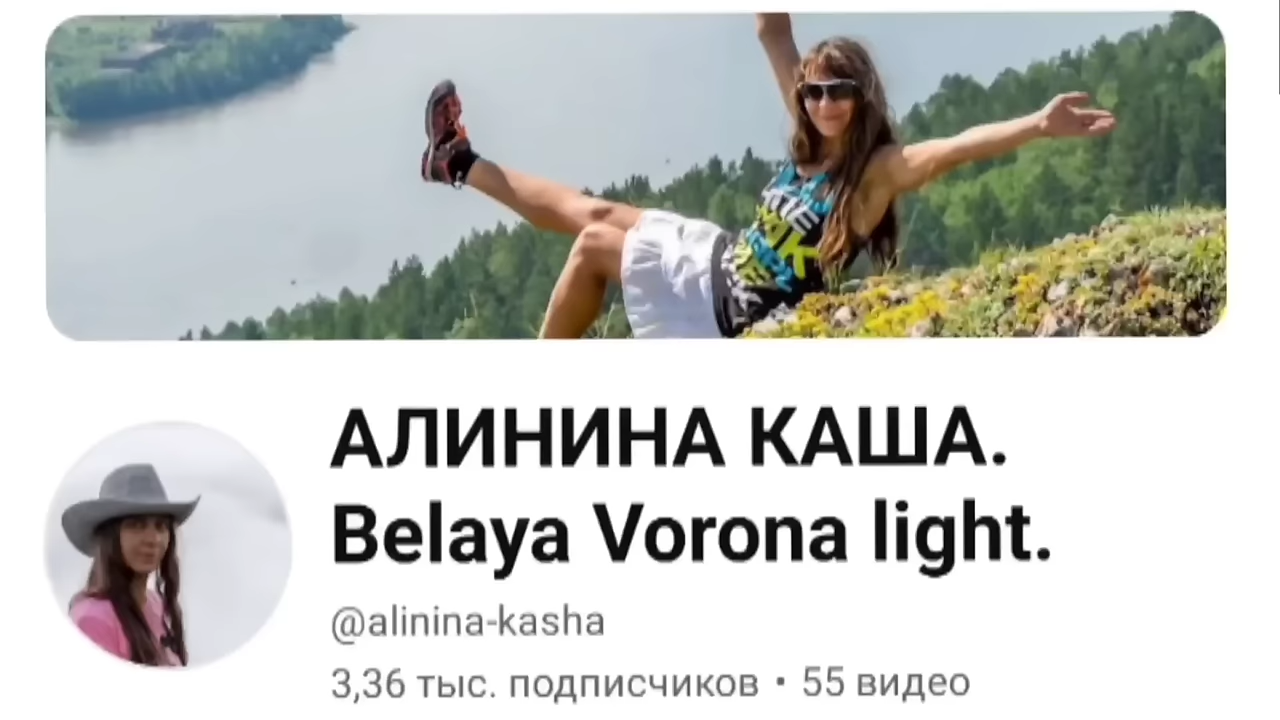 АЛИНИНА КАША.
Belaya Vorona light.
@alinina-kasha
3,36 тыс. подписчиков • 55 видео